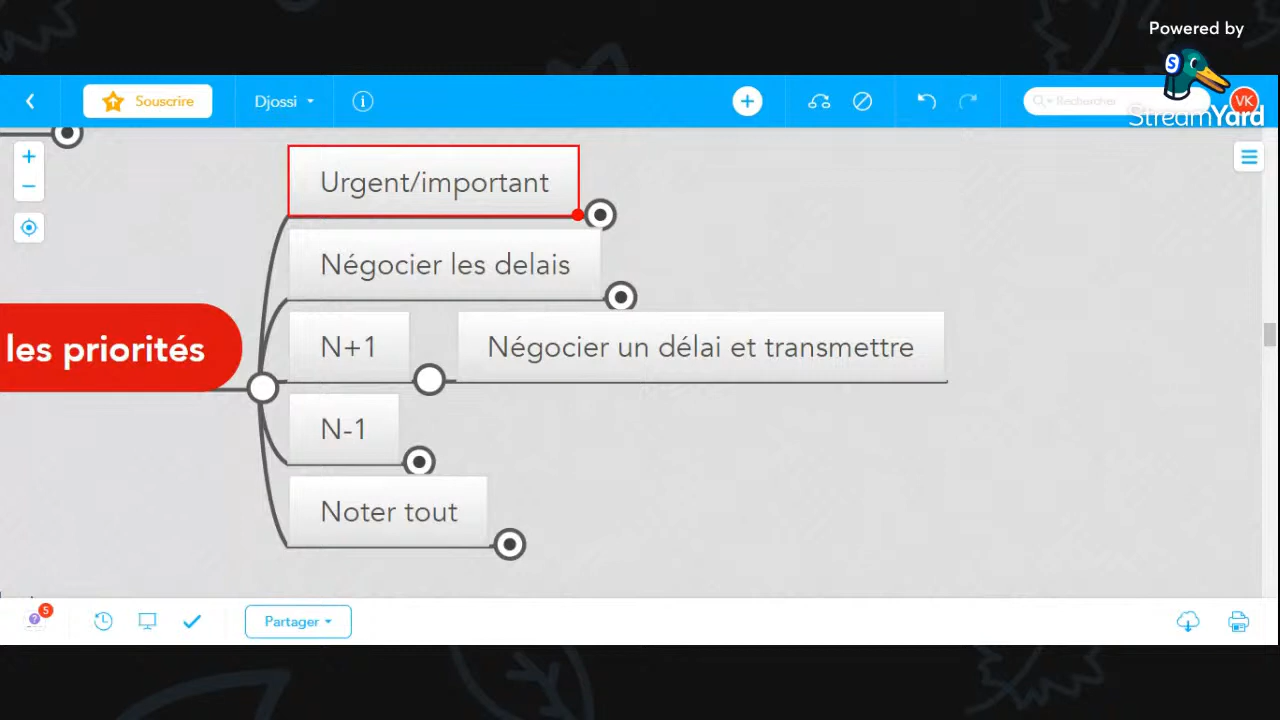 Powered by
StreamYard
Souscrire
Djossi
Rechercher
VK
S
Urgent/important
Négocier les delais
les priorités
N+1
Négocier un délai et transmettre
N-1
Noter tout
5
Partager